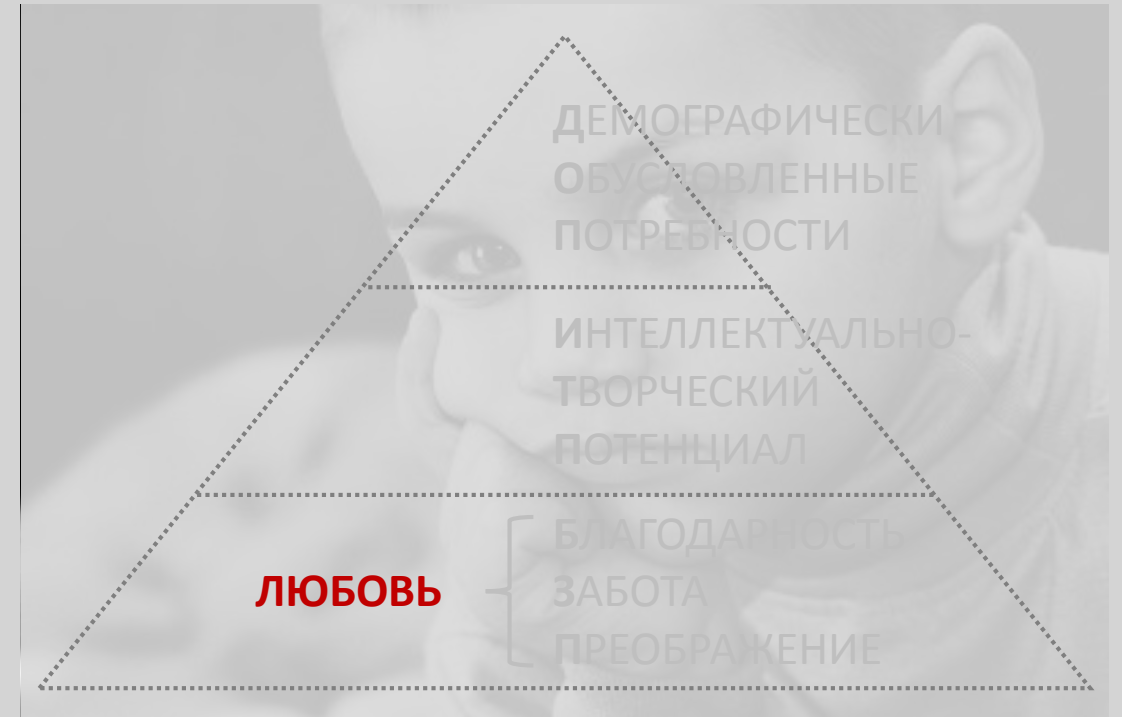 ДЕМОГРАФИЧЕСКИ
ОБУСЛОВЛЕННЫЕ
ПОТРЕБНОСТИ
ИНТЕЛЛЕКТУАЛЬНО-
ТВОРЧЕСКИЙ
ПОТЕНЦИАЛ
БЛАГОДАРНОСТЬ
ЛЮБОВЬ ЗАБОТА
ПРЕОБРАЖЕНИЕ